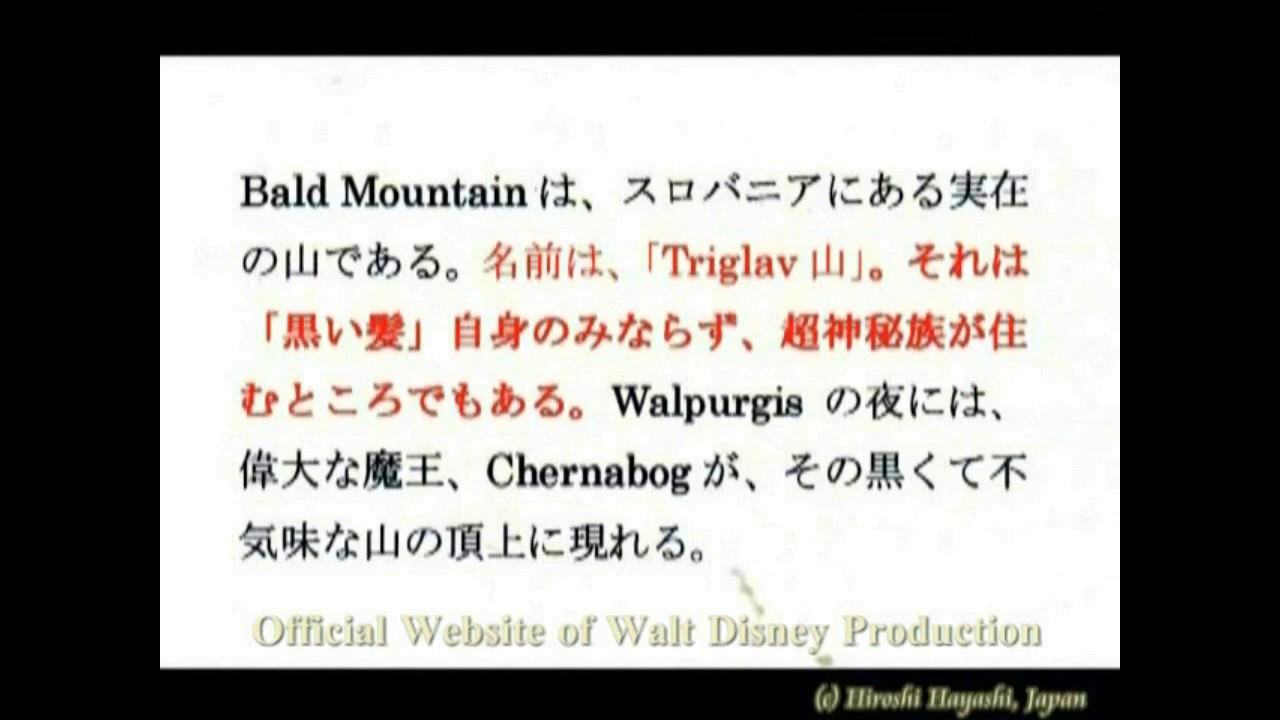 Bald Mountain は、スロバニアにある実在
の山である。名前は、「Triglav 山」。それは
「黒い髪」自身のみならず、超神秘族が住
むところでもある。Walpurgis の夜には、
偉大な魔王、Chernabog が、その黒くて不
気味な山の頂上に現れる。
Official Website of Walt Disney Production
(c) Hiroshi Hayashi, Japan